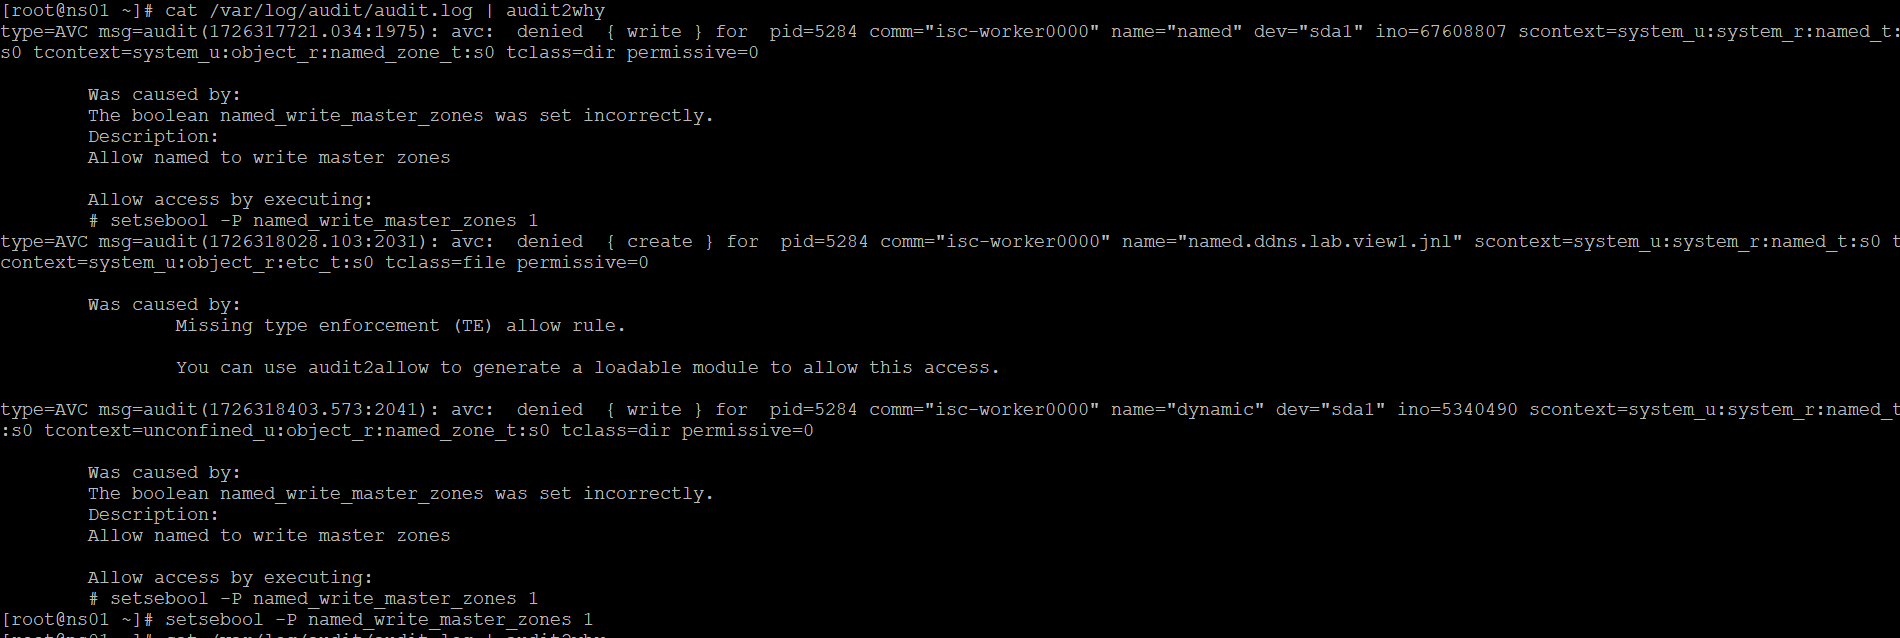 [root@ns01 ~]# cat /var/log/audit/audit.log | audit2why
type=AVC msg=audit(1726317721.034:1975): avc:  denied  { write } for  pid=5284 comm="isc-worker0000" name="named" dev="sda1" ino=67608807 scontext=system_u:system_r:named_t:
s0 tcontext=system_u:object_r:named_zone_t:s0 tclass=dir permissive=0
Was caused by:
The boolean named_write_master_zones was set incorrectly.
Description:
Allow named to write master zones
Allow access by executing:
# setsebool -P named_write_master_zones 1
type=AVC msg=audit(1726318028.103:2031): avc:  denied  { create } for  pid=5284 comm="isc-worker0000" name="named.ddns.lab.view1.jnl" scontext=system_u:system_r:named_t:s0 t
context=system_u:object_r:etc_t:s0 tclass=file permissive=0
Was caused by:
Missing type enforcement (TE) allow rule.
You can use audit2allow to generate a loadable module to allow this access.
type=AVC msg=audit(1726318403.573:2041): avc:  denied  { write } for  pid=5284 comm="isc-worker0000" name="dynamic" dev="sda1" ino=5340490 scontext=system_u:system_r:named_t
:s0 tcontext=unconfined_u:object_r:named_zone_t:s0 tclass=dir permissive=0
Was caused by:
The boolean named_write_master_zones was set incorrectly.
Description:
Allow named to write master zones
Allow access by executing:
# setsebool -P named_write_master_zones 1
[root@ns01 ~]# setsebool -P named_write_master_zones 1
[root@ns01 ~]# cat /var/log/audit/audit.log | audit2why